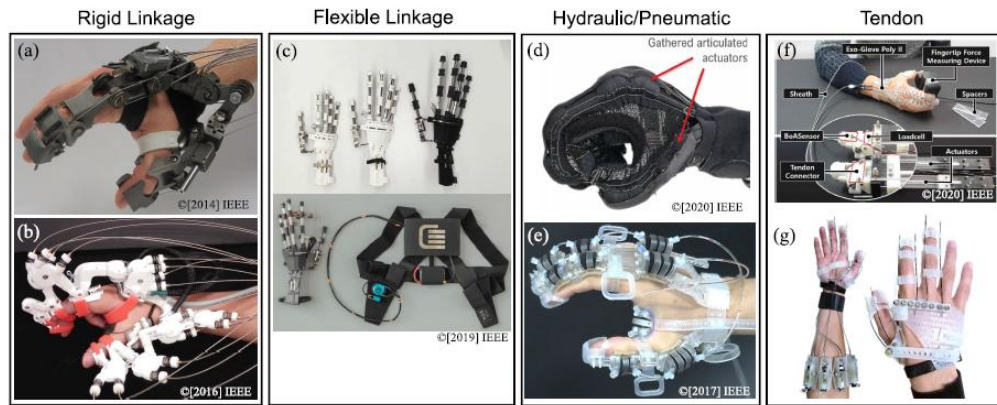 Rigid Linkage
Flexible Linkage
Hydraulic/Pneumatic
Tendon
(a)
©[2014] IEEE
(b)
©[2016] IEEE
(c)
©[2019] IEEE
(d)
Gathered articulated
actuators
©[2020] IEEE
(e)
©[2017] IEEE
(f)
Exo-Glove Poly II
Fingertip Force
Measuring Device
Sheath
Spacers
BoASensor
Loadcell
Actuators
Tendon
Connector
©[2020] IEEE
(g)